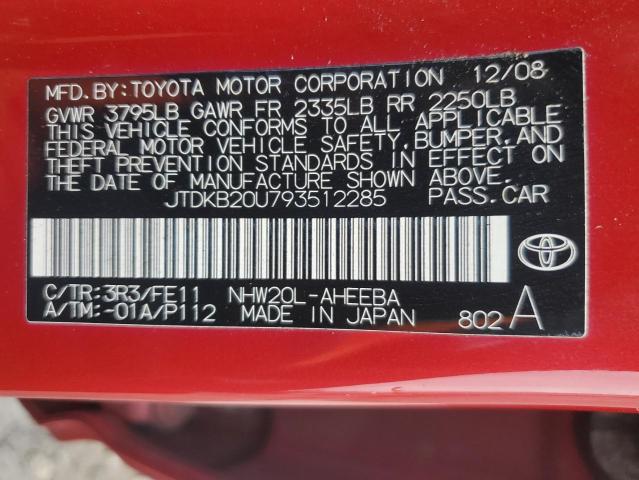 MFD.BY:TOYOTA MOTOR CORPORATION 12/08
GVWR 3795LB GAWR FR 2335LB RR 2250LB
THIS VEHICLE CONFORMS TO ALL APPLICABLE
FEDERAL MOTOR VEHICLE SAFETY,BUMPER,AND
THEFT PREVENTION STANDARDS IN EFFECT ON
THE DATE OF MANUFACTURE SHOWN ABOVE.
JTDKB20U793512285 PASS.CAR
C/TR:3R3/FE11 NHW20L-AHEEBA
A/TM:-01A/P112 MADE IN JAPAN 802 A